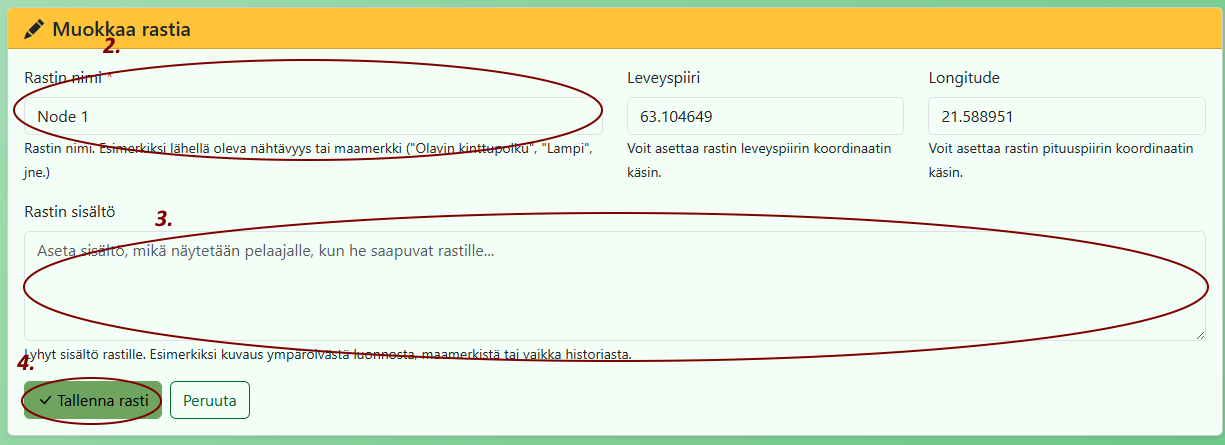 Muokkaa rastia
2.
Rastin nimi *
Leveyspiiri
Longitude
Node 1
63.104649
21.588951
Rastin nimi. Esimerkiksi lähellä oleva nähtävyys tai maamerkki ("Olavin kinttupolku", "Lampi",
jne.)
Voit asettaa rastin leveyspiirin koordinaatin
käsin.
Voit asettaa rastin pituuspiirin koordinaatin
käsin.
Rastin sisältö
3.
Aseta sisältö, mikä näytetään pelaajalle, kun he saapuvat rastille...
Lyhyt sisältö rastille. Esimerkiksi kuvaus ympäröivästä luonnosta, maamerkistä tai vaikka historiasta.
4.
Tallenna rasti
Peruuta